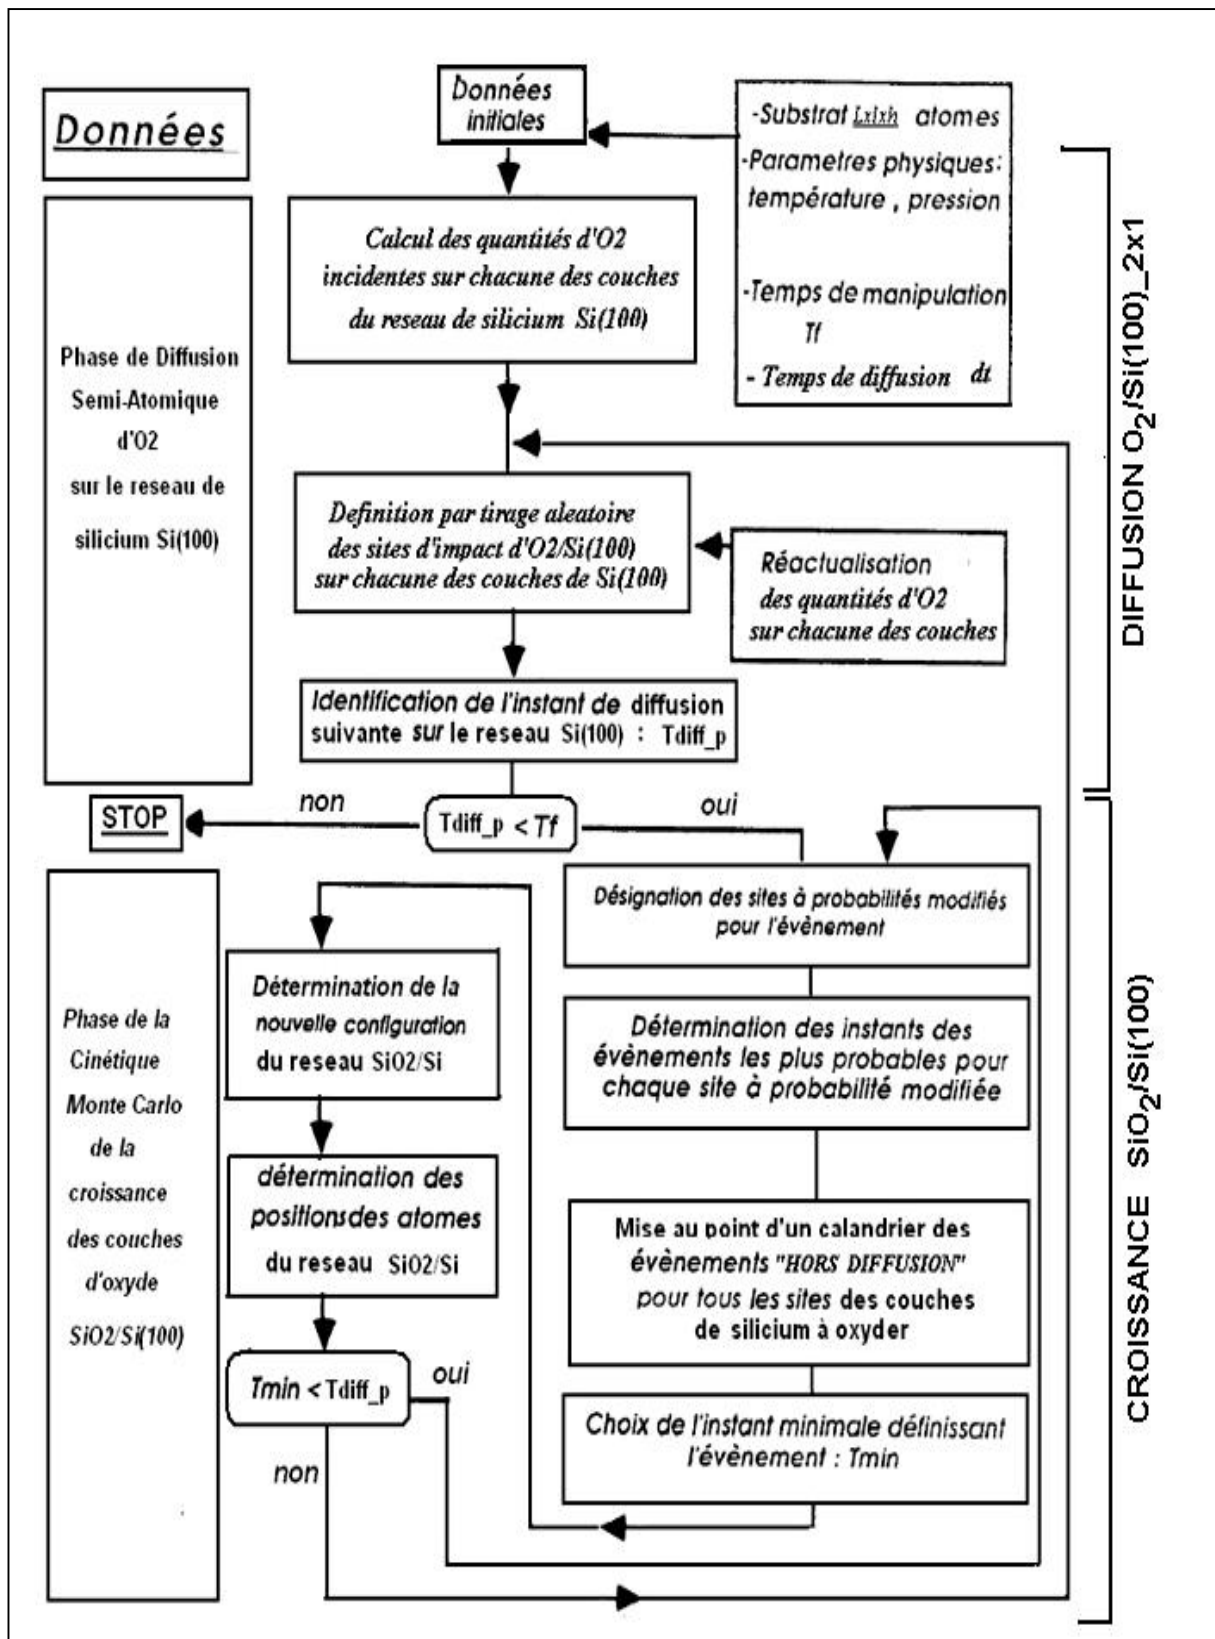 Données
Données
initiales
-Substrat Lxlxh atomes
-Parametres physiques:
température , pression
-Temps de manipulation
Tf
- Temps de diffusion dt
Calcul des quantités d'O2
incidentes sur chacune des couches
du reseau de silicium Si(100)
Phase de Diffusion
Semi-Atomique
d'O2
sur le reseau de
silicium Si(100)
Definition par tirage aleatoire
des sites d'impact d'O2/Si(100)
sur chacune des couches de Si(100)
Réactualisation
des quantités d'O2
sur chacune des couches
Identification de l'instant de diffusion
suivante sur le reseau Si(100) : Tdiff_p
DIFFUSION O2/Si(100)_2x1
STOP
non
Tdiff_p < Tf
oui
Désignation des sites à probabilités modifiés
pour l'évènement
Détermination des instants des
évènements les plus probables pour
chaque site à probabilité modifiée
Mise au point d'un calandrier des
évènements "HORS DIFFUSION"
pour tous les sites des couches
de silicium à oxyder
Choix de l'instant minimale définissant
l'évènement : Tmin
Détermination de la
nouvelle configuration
du reseau SiO2/Si
détermination des
positionsdes atomes
du reseau SiO2/Si
Tmin < Tdiff_p
oui
non
Phase de la
Cinétique
Monte Carlo
de la
croissance
des couches
d'oxyde
SiO2/Si(100)
CROISSANCE SiO2/Si(100)